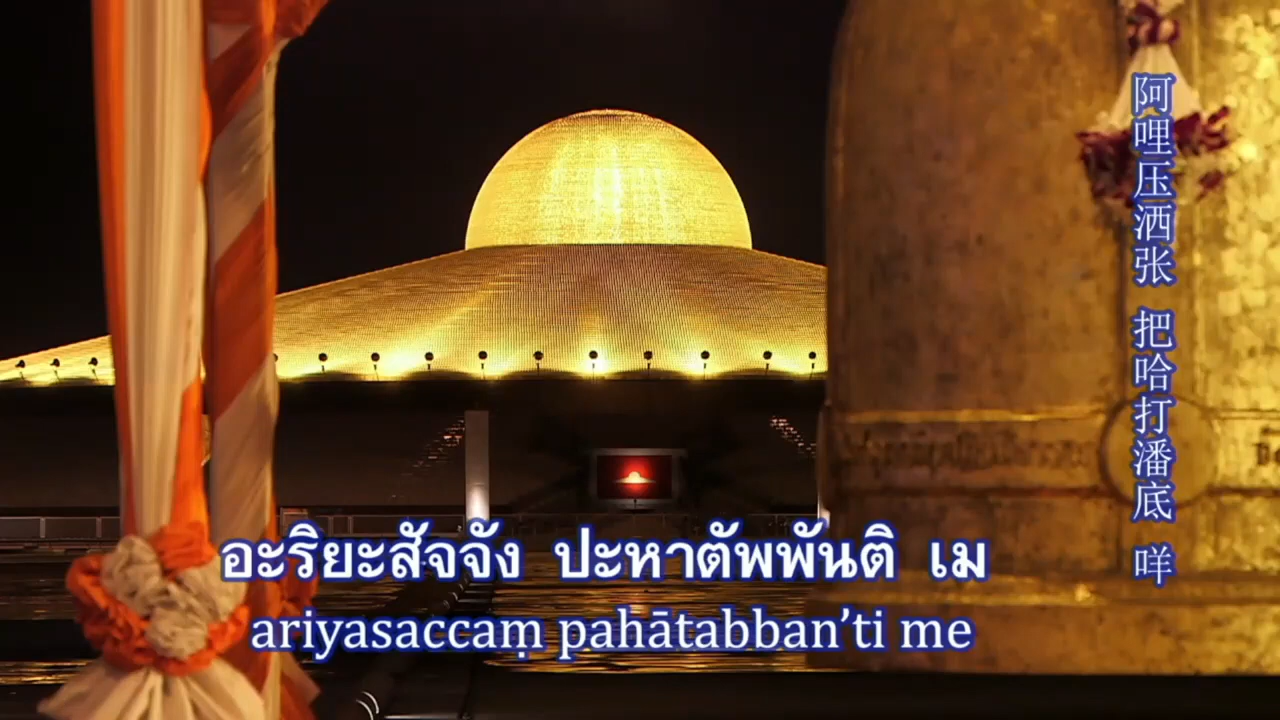 阿哩压洒张 把哈打潘底 咩
อะริยะสัจจัง ปะหาตัพพันติ เม
ariyasaccaṃ pahātabban’ti me